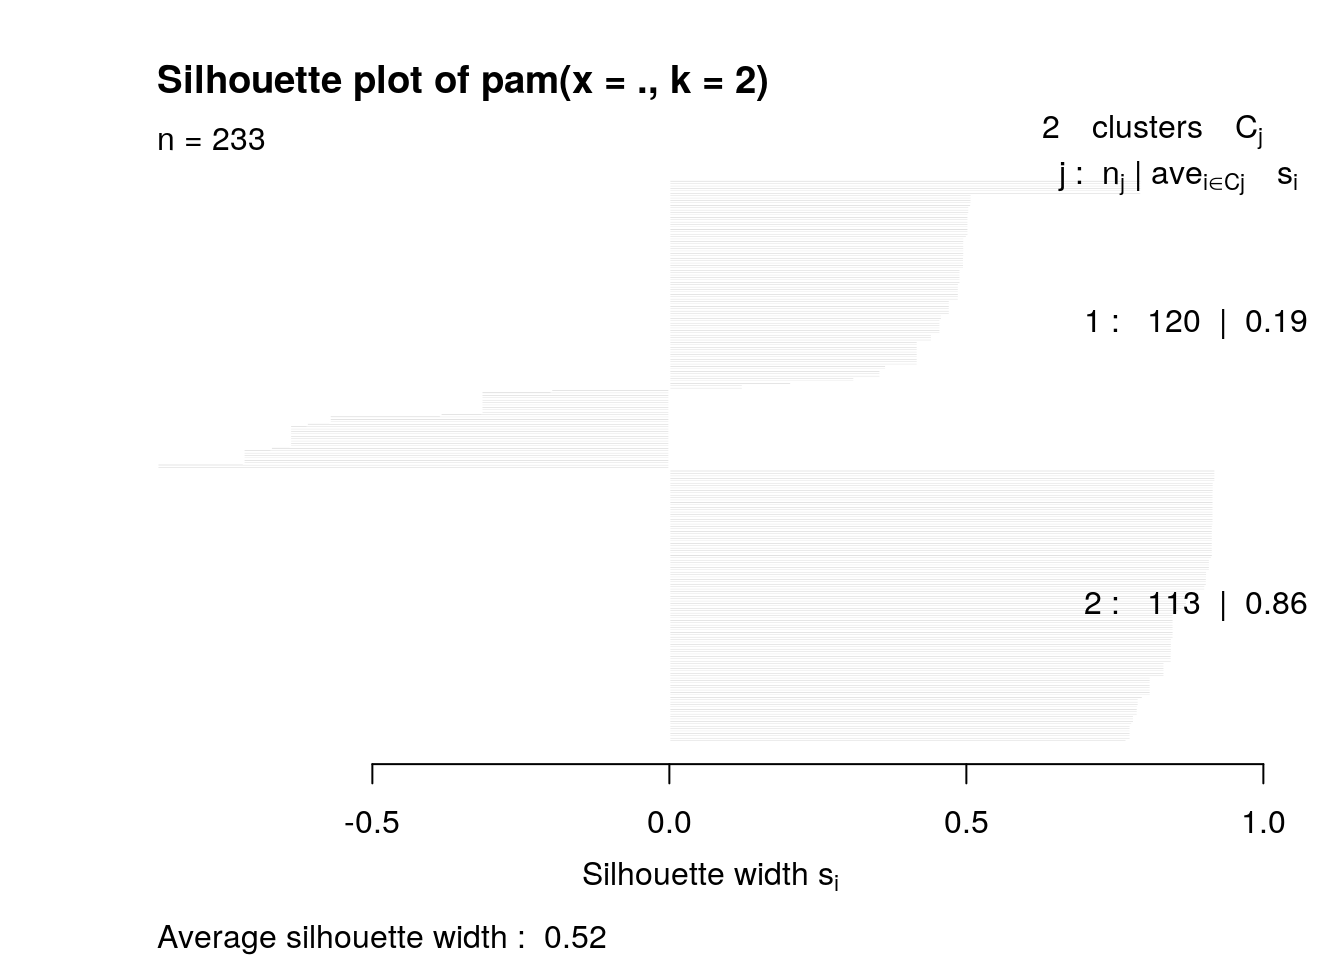 Silhouette plot of pam(x = ., k = 2)
n = 233
2 clusters Cj
j : nj | avei∈Cj si
1 : 120 | 0.19
2 : 113 | 0.86
-0.5 0.0 0.5 1.0
Silhouette width si
Average silhouette width : 0.52